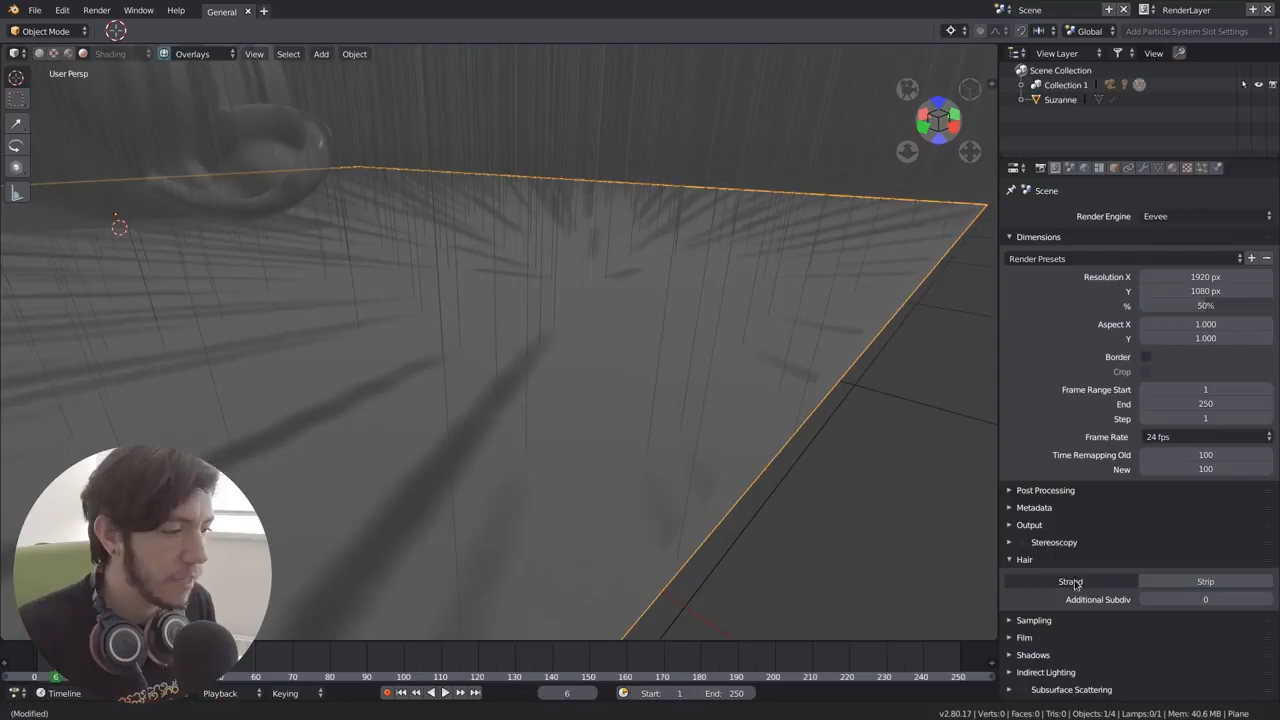 File Edit Render Window Help General Scene RenderLayer
Object Mode Global Add Particle System Slot Settings
Shading Overlays View Select Add Object View Layer View
User Persp
Scene Collection
Collection 1
Suzanne
Scene
Render Engine Eevee
Dimensions
Render Presets
Resolution X 1920 px
Y 1080 px
% 50%
Aspect X 1.000
Y 1.000
Border
Crop
Frame Range Start 1
End 250
Step 1
Frame Rate 24 fps
Time Remapping Old 100
New 100
Post Processing
Metadata
Output
Stereoscopy
Hair
Strand Strip
Additional Subdiv 0
Sampling
Film
Shadows
Indirect Lighting
Subsurface Scattering
0 6 60 70 80 90 100 110 120 130 140 150 160 170 180 190 200 210 220 230 240 250
Timeline Playback Keying 6 Start: 1 End: 250
(Modified) v2.80.17 | Verts:0 | Faces:0 | Tris:0 | Objects:1/4 | Lamps:0/1 | Mem: 40.6 MB | Plane